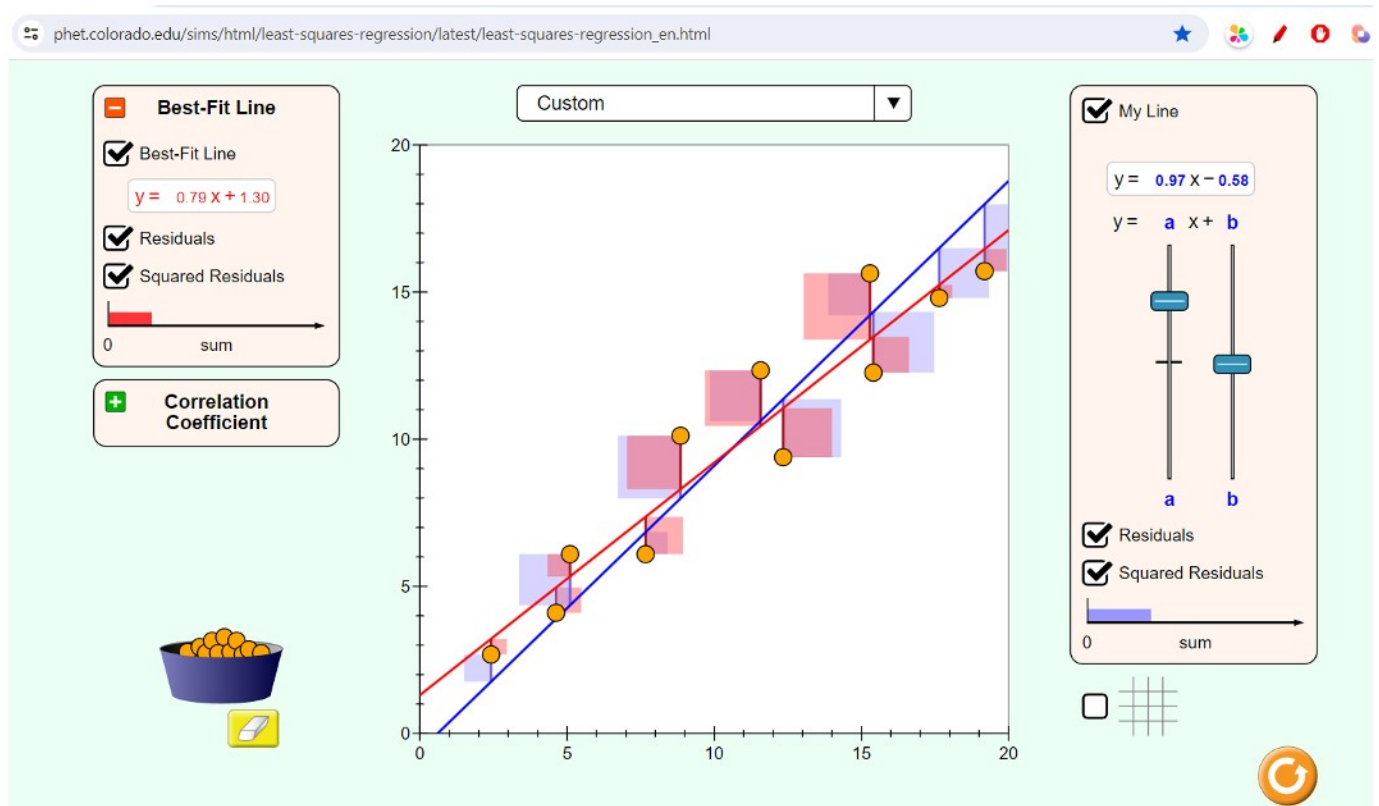 phet.colorado.edu/sims/html/least-squares-regression/latest/least-squares-regression_en.html
Best-Fit Line
Best-Fit Line
y = 0.79 x + 1.30
Residuals
Squared Residuals
0
sum
Correlation
Coefficient
Custom
20
15
10
5
0
0 5 10 15 20
My Line
y = 0.97 x − 0.58
y = a x + b
a b
Residuals
Squared Residuals
0
sum